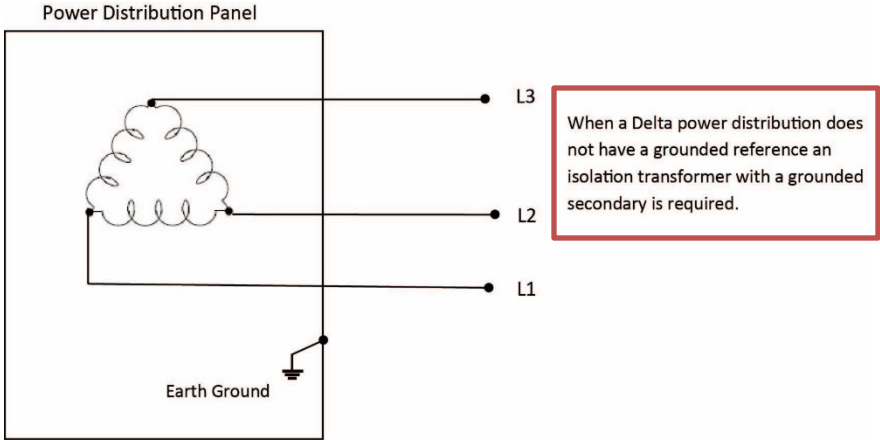 Power Distribution Panel
L3
When a Delta power distribution does
not have a grounded reference an
isolation transformer with a grounded
secondary is required.
L2
L1
Earth Ground